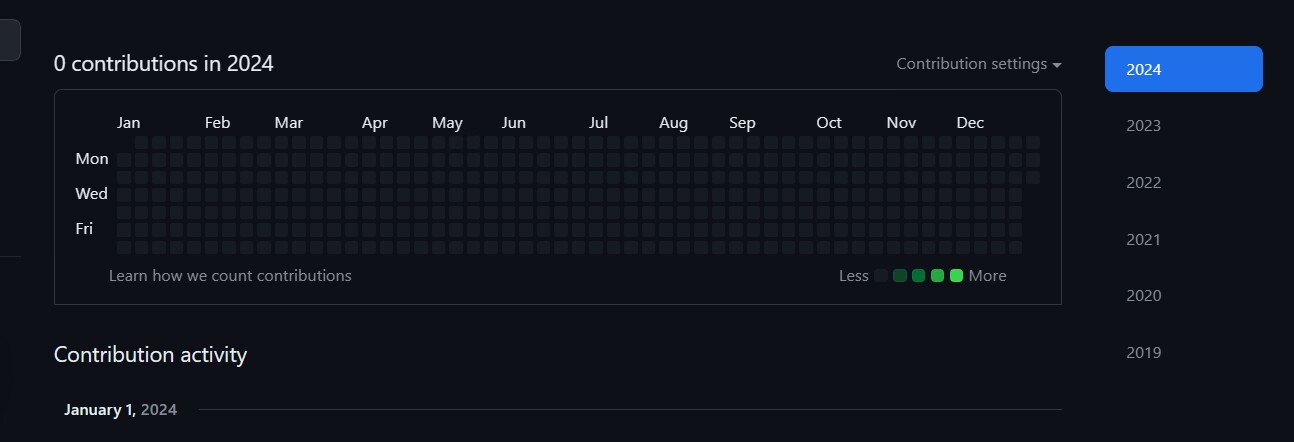 0 contributions in 2024
Contribution settings
Jan Feb Mar Apr May Jun Jul Aug Sep Oct Nov Dec
Mon
Wed
Fri
Learn how we count contributions
Less More
Contribution activity
January 1, 2024
2024
2023
2022
2021
2020
2019